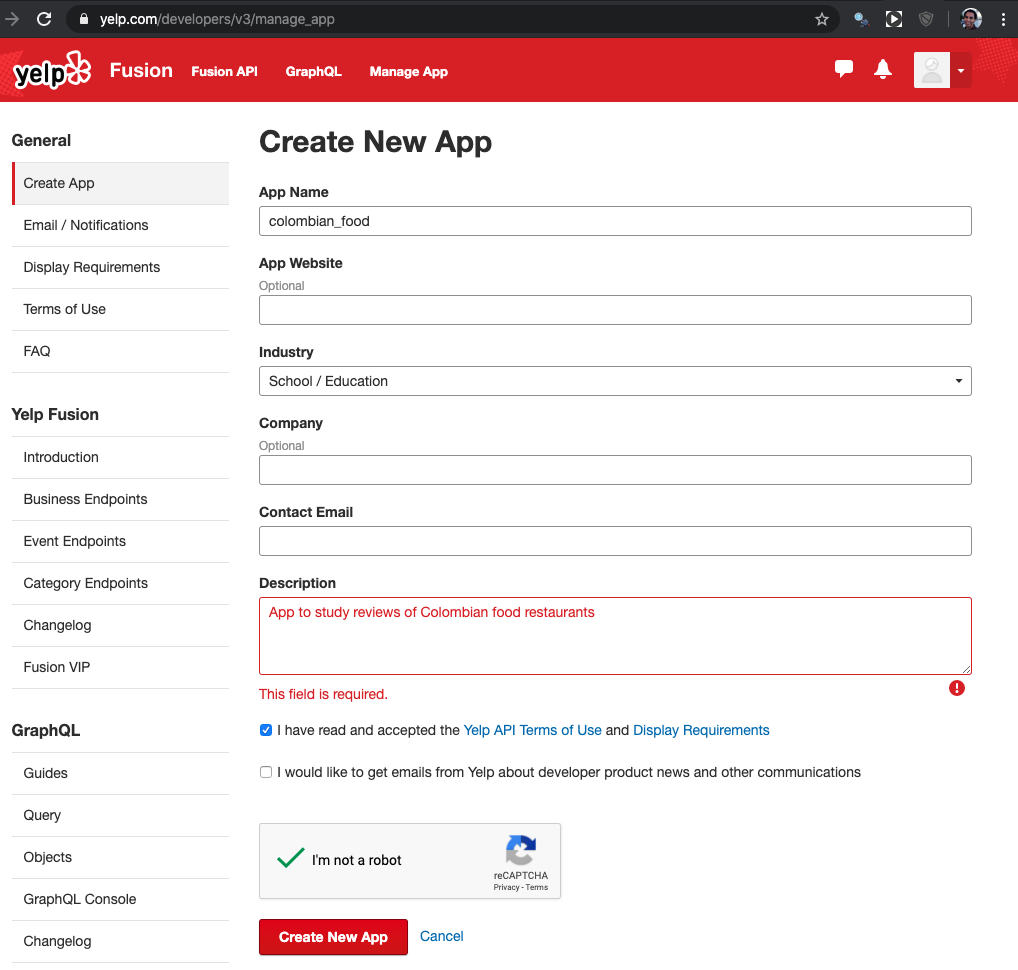 yelp.com/developers/v3/manage_app
yelp Fusion Fusion API GraphQL Manage App
General
Create App
Email / Notifications
Display Requirements
Terms of Use
FAQ
Yelp Fusion
Introduction
Business Endpoints
Event Endpoints
Category Endpoints
Changelog
Fusion VIP
GraphQL
Guides
Query
Objects
GraphQL Console
Changelog
Create New App
App Name
colombian_food
App Website
Optional
Industry
School / Education
Company
Optional
Contact Email
Description
App to study reviews of Colombian food restaurants
This field is required.
I have read and accepted the Yelp API Terms of Use and Display Requirements
I would like to get emails from Yelp about developer product news and other communications
I'm not a robot
reCAPTCHA
Privacy - Terms
Create New App Cancel